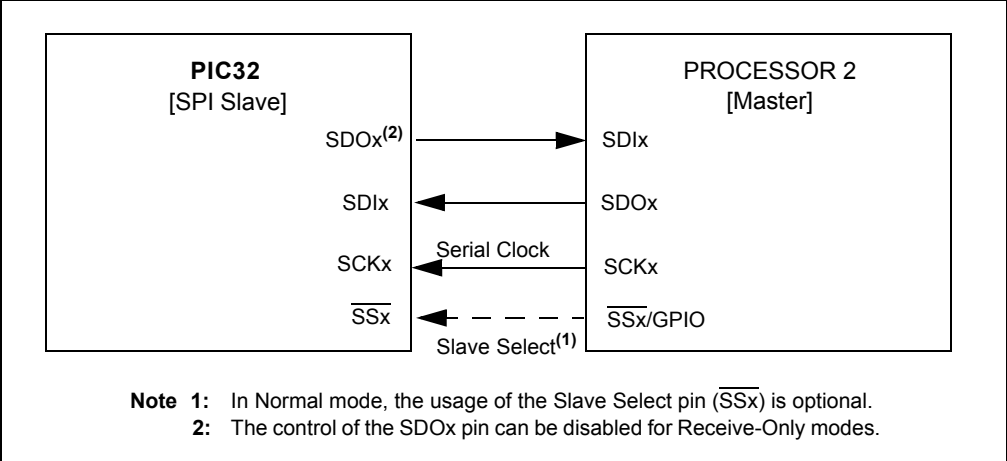 PIC32
[SPI Slave]
PROCESSOR 2
[Master]
SDOx(2)
SDIx
SDIx
SDOx
SCKx
Serial Clock
SCKx
SSx
Slave Select(1)
SSx/GPIO
Note 1: In Normal mode, the usage of the Slave Select pin (SSx) is optional.
2: The control of the SDOx pin can be disabled for Receive-Only modes.